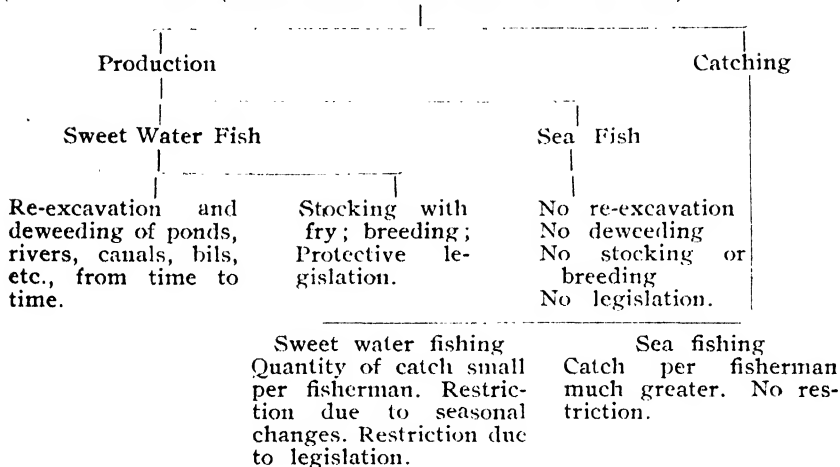 Production
Catching
Sweet Water Fish
Sea Fish
Re-excavation and
deweeding of ponds,
rivers, canals, bils,
etc., from time to
time.
Stocking with
fry; breeding;
Protective le-
gislation.
No re-excavation
No deweeding
No stocking or
breeding
No legislation.
Sweet water fishing
Quantity of catch small
per fisherman. Restric-
tion due to seasonal
changes. Restriction due
to legislation.
Sea fishing
Catch per fisherman
much greater. No res-
triction.